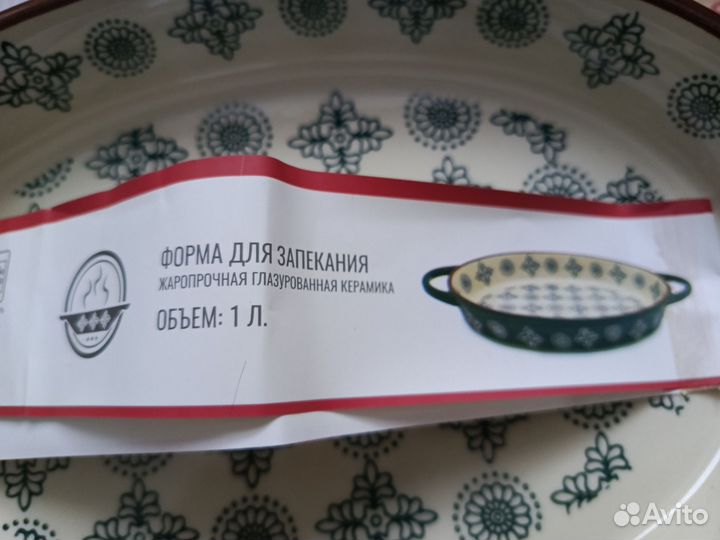 ФОРМА ДЛЯ ЗАПЕКАНИЯ
ЖАРОПРОЧНАЯ ГЛАЗУРОВАННАЯ КЕРАМИКА
ОБЪЕМ: 1 Л.
Avito